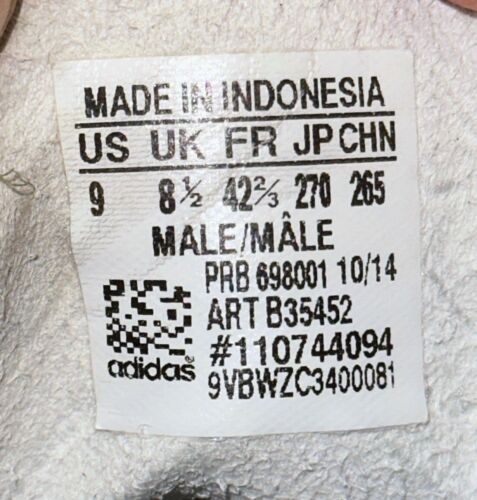 MADE IN INDONESIA
US UK FR JP CHN
9 8½ 42⅔ 270 265
MALE/MÂLE
PRB 698001 10/14
ART B35452
#110744094
adidas® 9VBWZC3400081